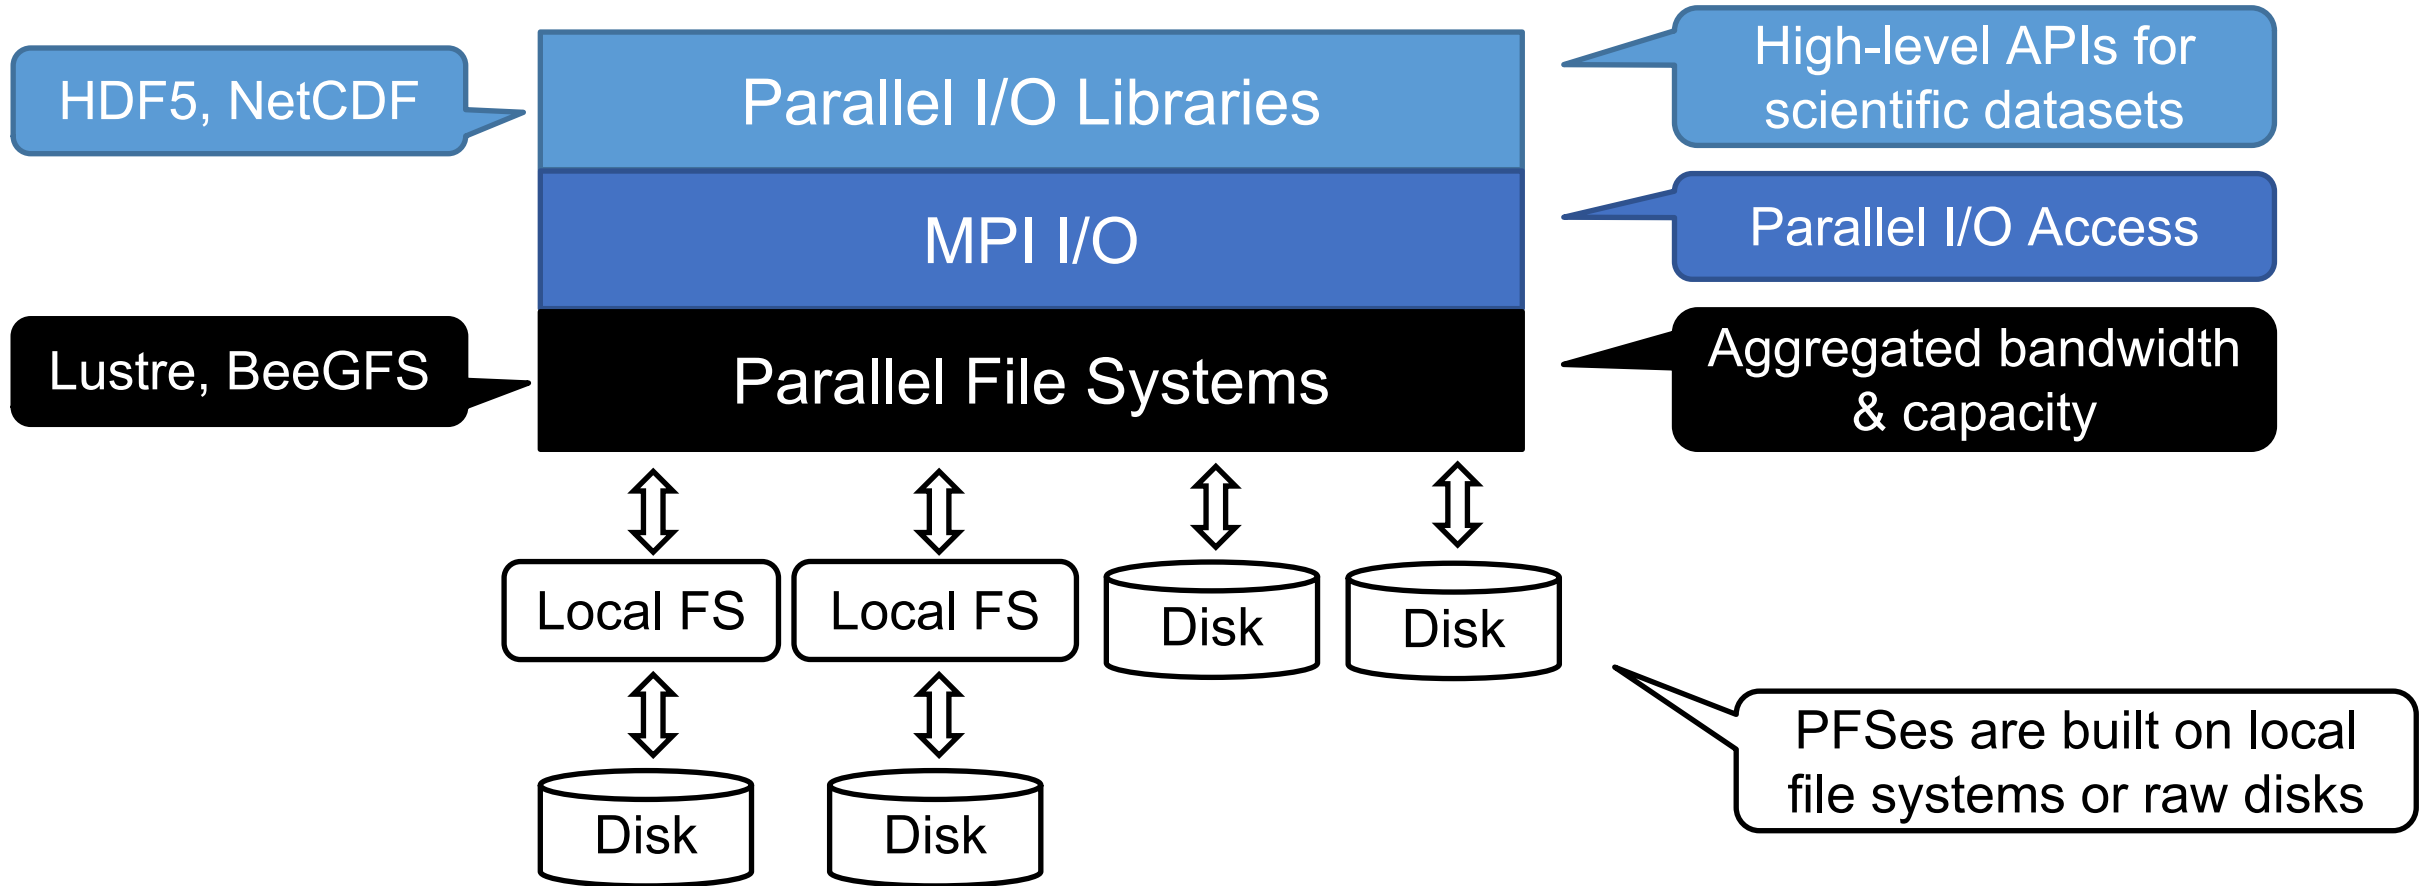 HDF5, NetCDF
Parallel I/O Libraries
High-level APIs for
scientific datasets
MPI I/O
Parallel I/O Access
Lustre, BeeGFS
Parallel File Systems
Aggregated bandwidth
& capacity
Local FS
Local FS
Disk
Disk
Disk
Disk
PFSes are built on local
file systems or raw disks